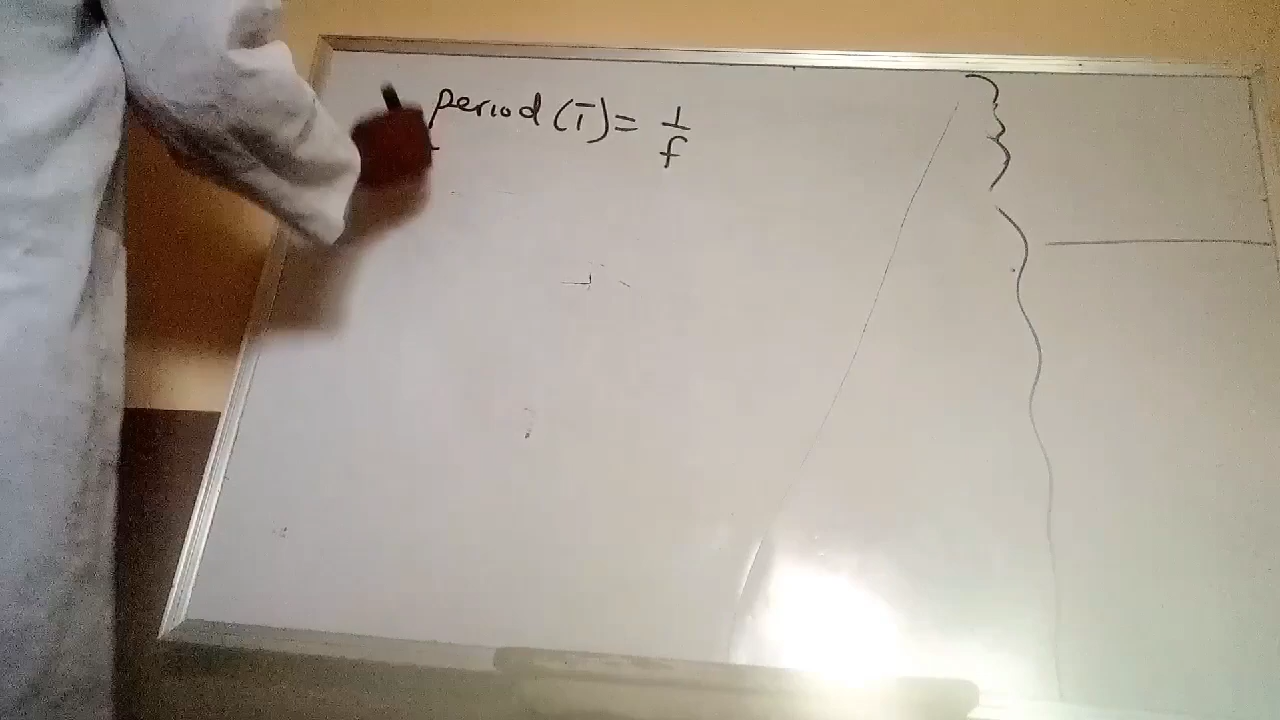 period (T) = 1/f